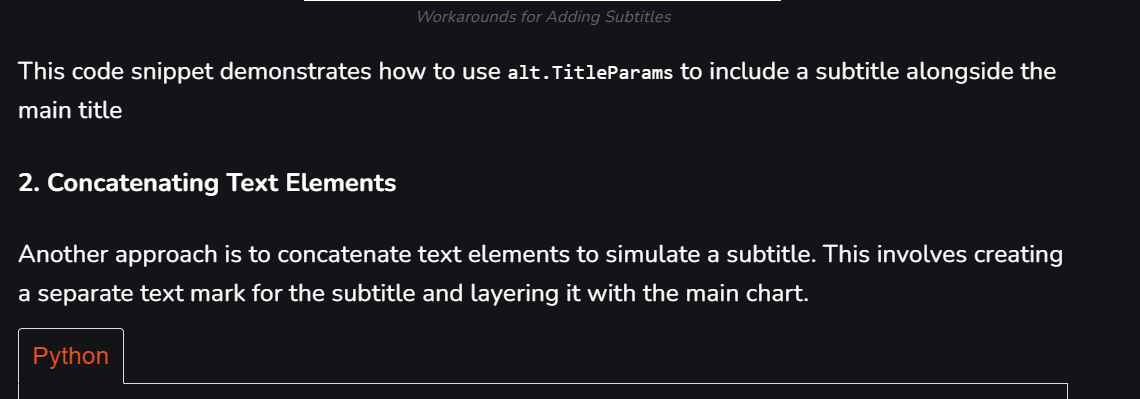 Workarounds for Adding Subtitles
This code snippet demonstrates how to use alt.TitleParams to include a subtitle alongside the
main title
2. Concatenating Text Elements
Another approach is to concatenate text elements to simulate a subtitle. This involves creating
a separate text mark for the subtitle and layering it with the main chart.
Python